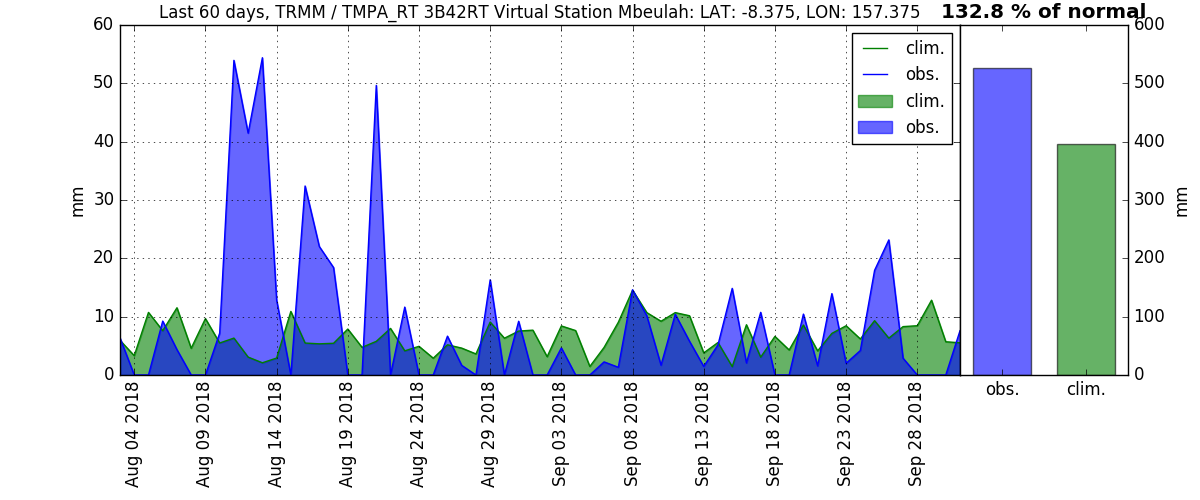 Last 60 days, TRMM / TMPA_RT 3B42RT Virtual Station Mbeulah: LAT: -8.375, LON: 157.375
132.8 % of normal
clim.
obs.
clim.
obs.
mm
60
50
40
30
20
10
0
Aug 04 2018
Aug 09 2018
Aug 14 2018
Aug 19 2018
Aug 24 2018
Aug 29 2018
Sep 03 2018
Sep 08 2018
Sep 13 2018
Sep 18 2018
Sep 23 2018
Sep 28 2018
600
500
400
300
200
100
0
mm
obs.
clim.